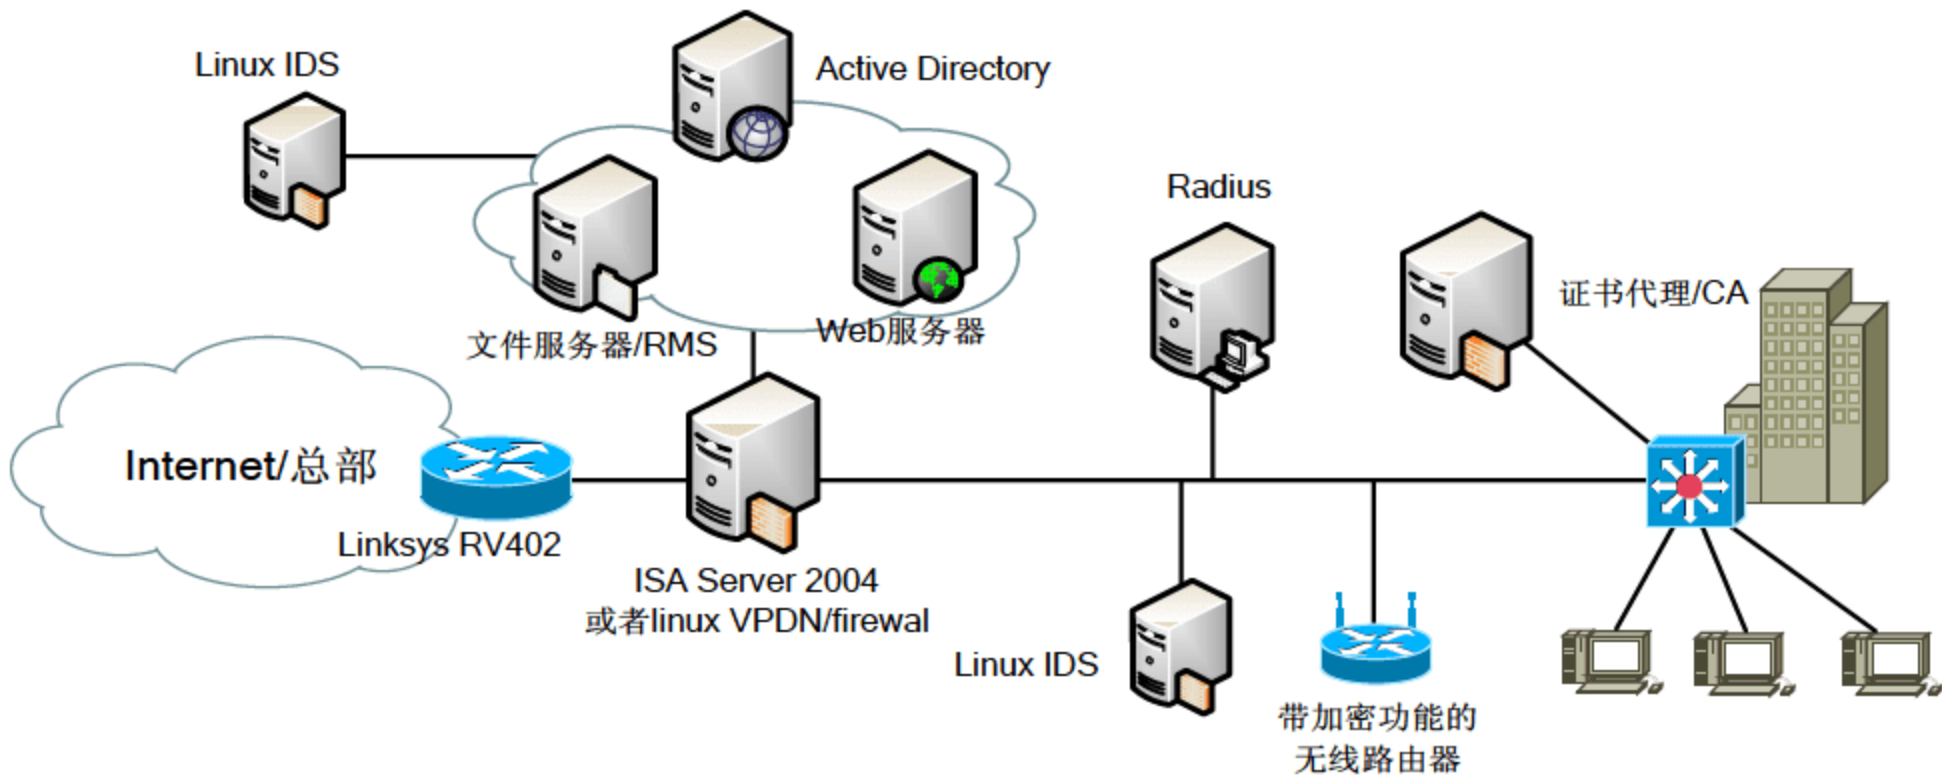 Linux IDS
Active Directory
Radius
证书代理/CA
文件服务器/RMS
Web服务器
Internet/总部
Linksys RV402
ISA Server 2004
或者linux VPDN/firewal
Linux IDS
带加密功能的
无线路由器